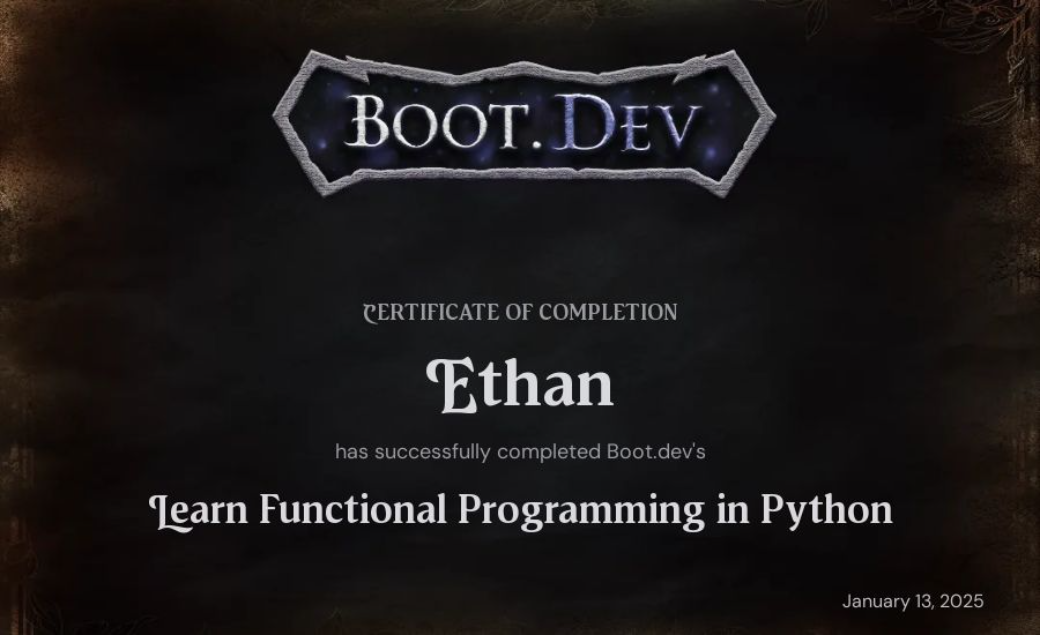 BOOT.DEV
CERTIFICATE OF COMPLETION
Ethan
has successfully completed Boot.dev's
Learn Functional Programming in Python
January 13, 2025